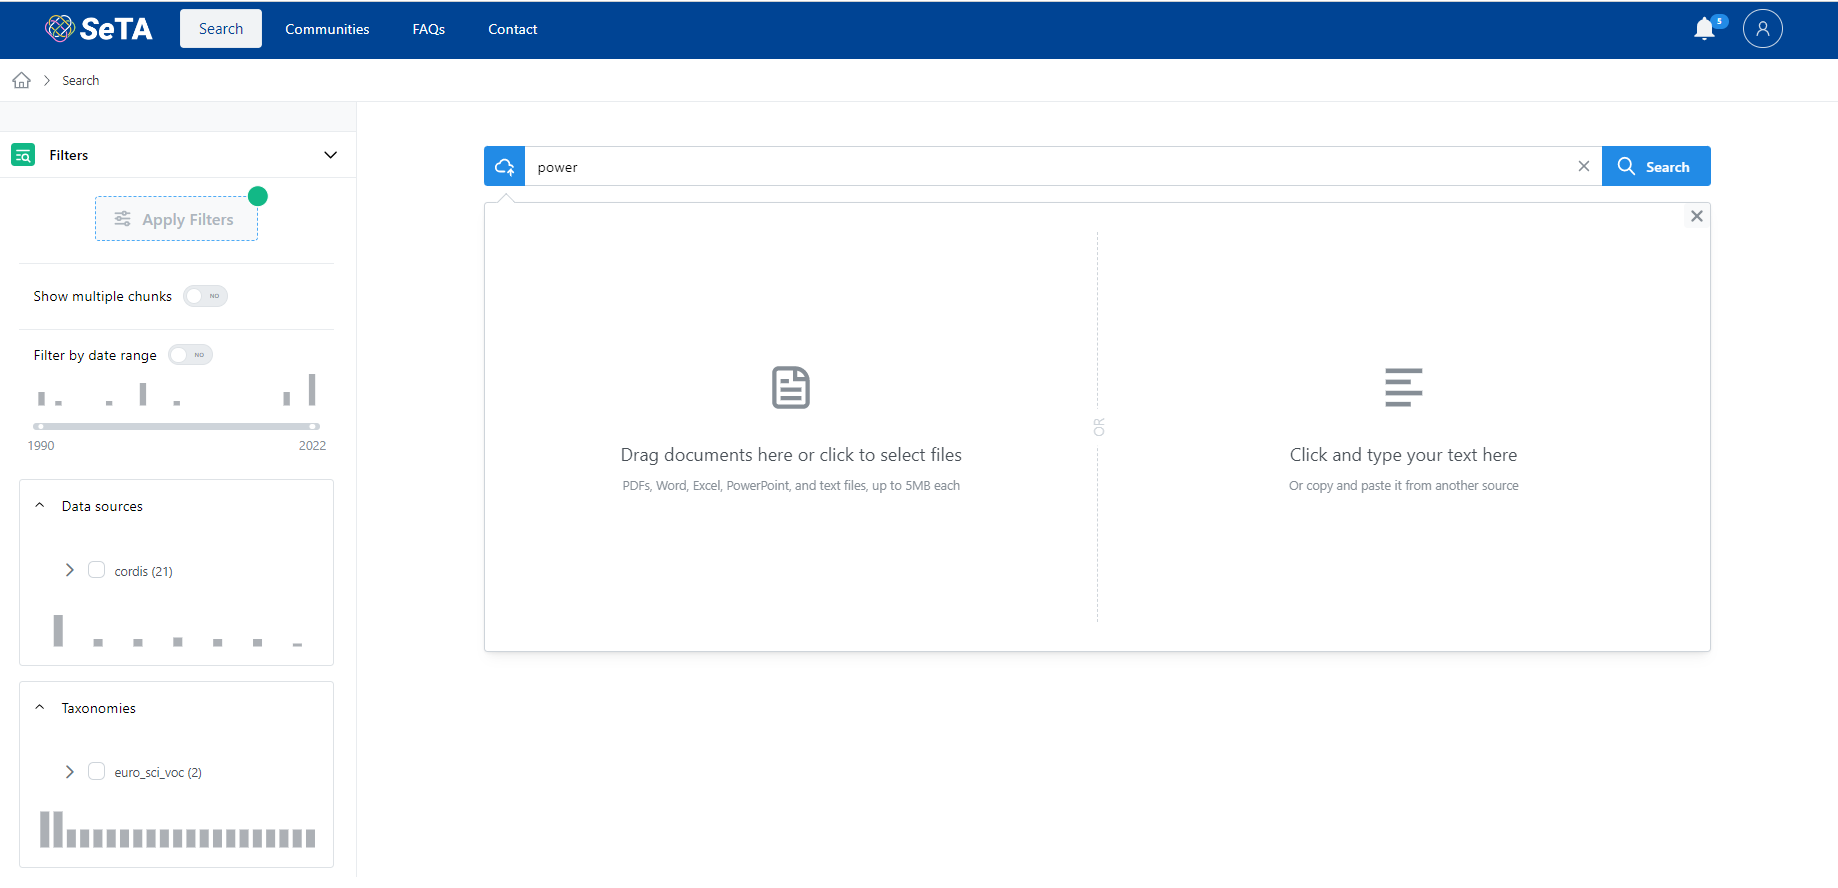 SeTA
Search
Communities
FAQs
Contact
5
Search
Filters
Apply Filters
Show multiple chunks
NO
Filter by date range
NO
1990
2022
Data sources
cordis (21)
Taxonomies
euro_sci_voc (2)
power
Search
Drag documents here or click to select files
PDFs, Word, Excel, PowerPoint, and text files, up to 5MB each
OR
Click and type your text here
Or copy and paste it from another source